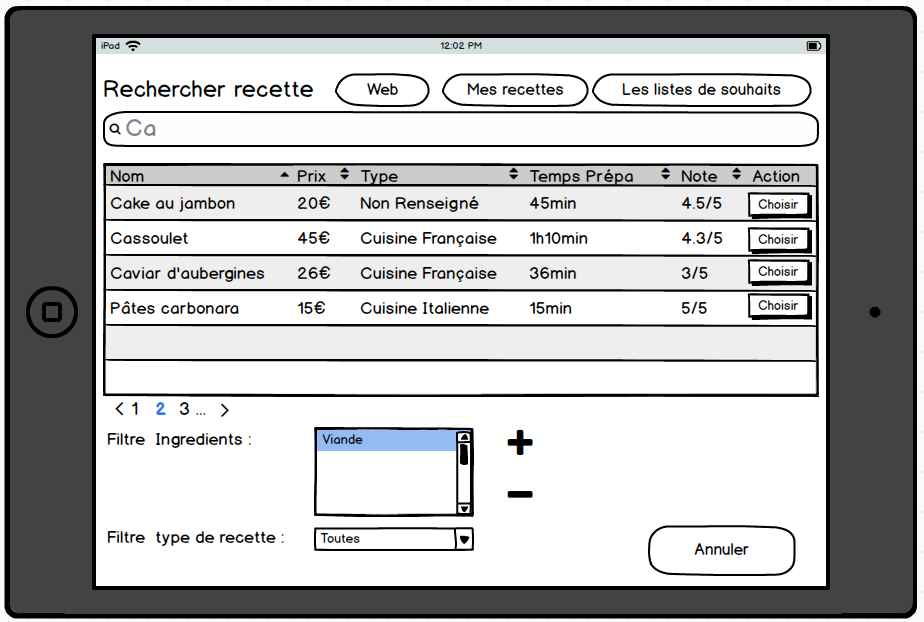 iPad 12:02 PM
Rechercher recette Web Mes recettes Les listes de souhaits
Ca
Nom Prix Type Temps Prépa Note Action
Cake au jambon 20€ Non Renseigné 45min 4.5/5 Choisir
Cassoulet 45€ Cuisine Française 1h10min 4.3/5 Choisir
Caviar d'aubergines 26€ Cuisine Française 36min 3/5 Choisir
Pâtes carbonara 15€ Cuisine Italienne 15min 5/5 Choisir
< 1 2 3 ... >
Filtre Ingredients : Viande
Filtre type de recette : Toutes
Annuler